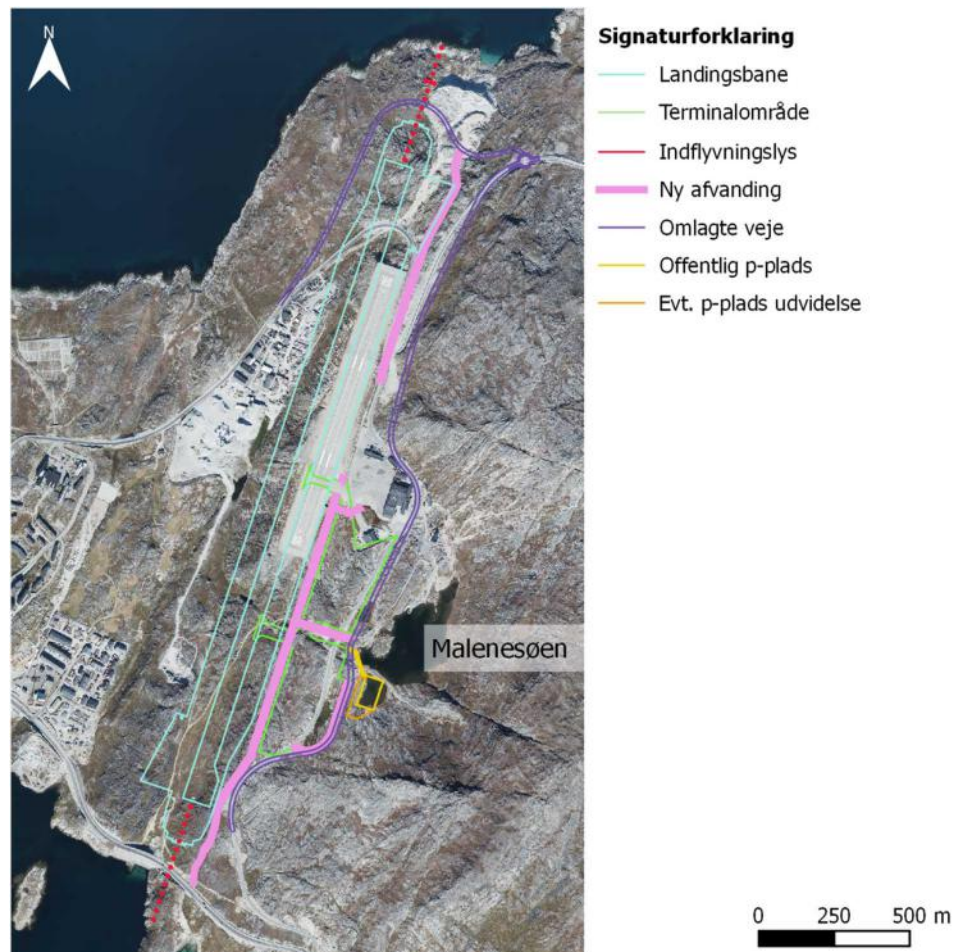 N
Signaturforklaring
Landingsbane
Terminalområde
Indflyvningslys
Ny afvanding
Omlagte veje
Offentlig p-plads
Evt. p-plads udvidelse
Malenesøen
0 250 500 m